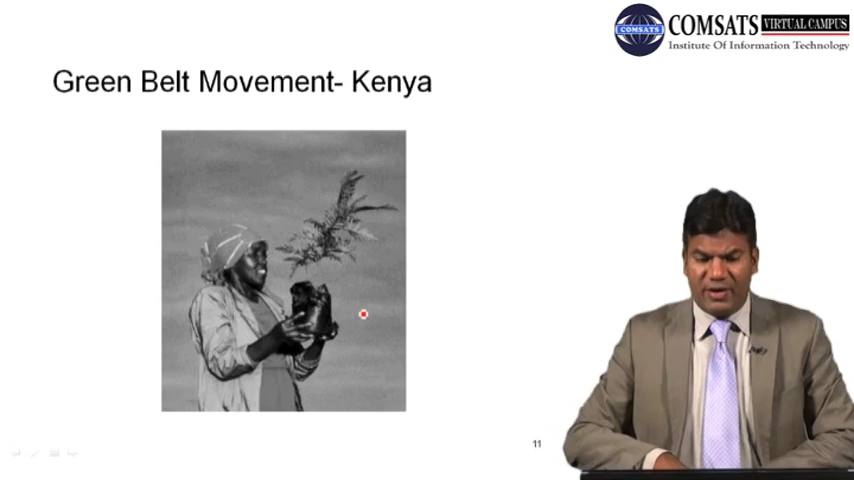 COMSATS
COMSATS VIRTUAL CAMPUS
Institute Of Information Technology
Green Belt Movement- Kenya
11